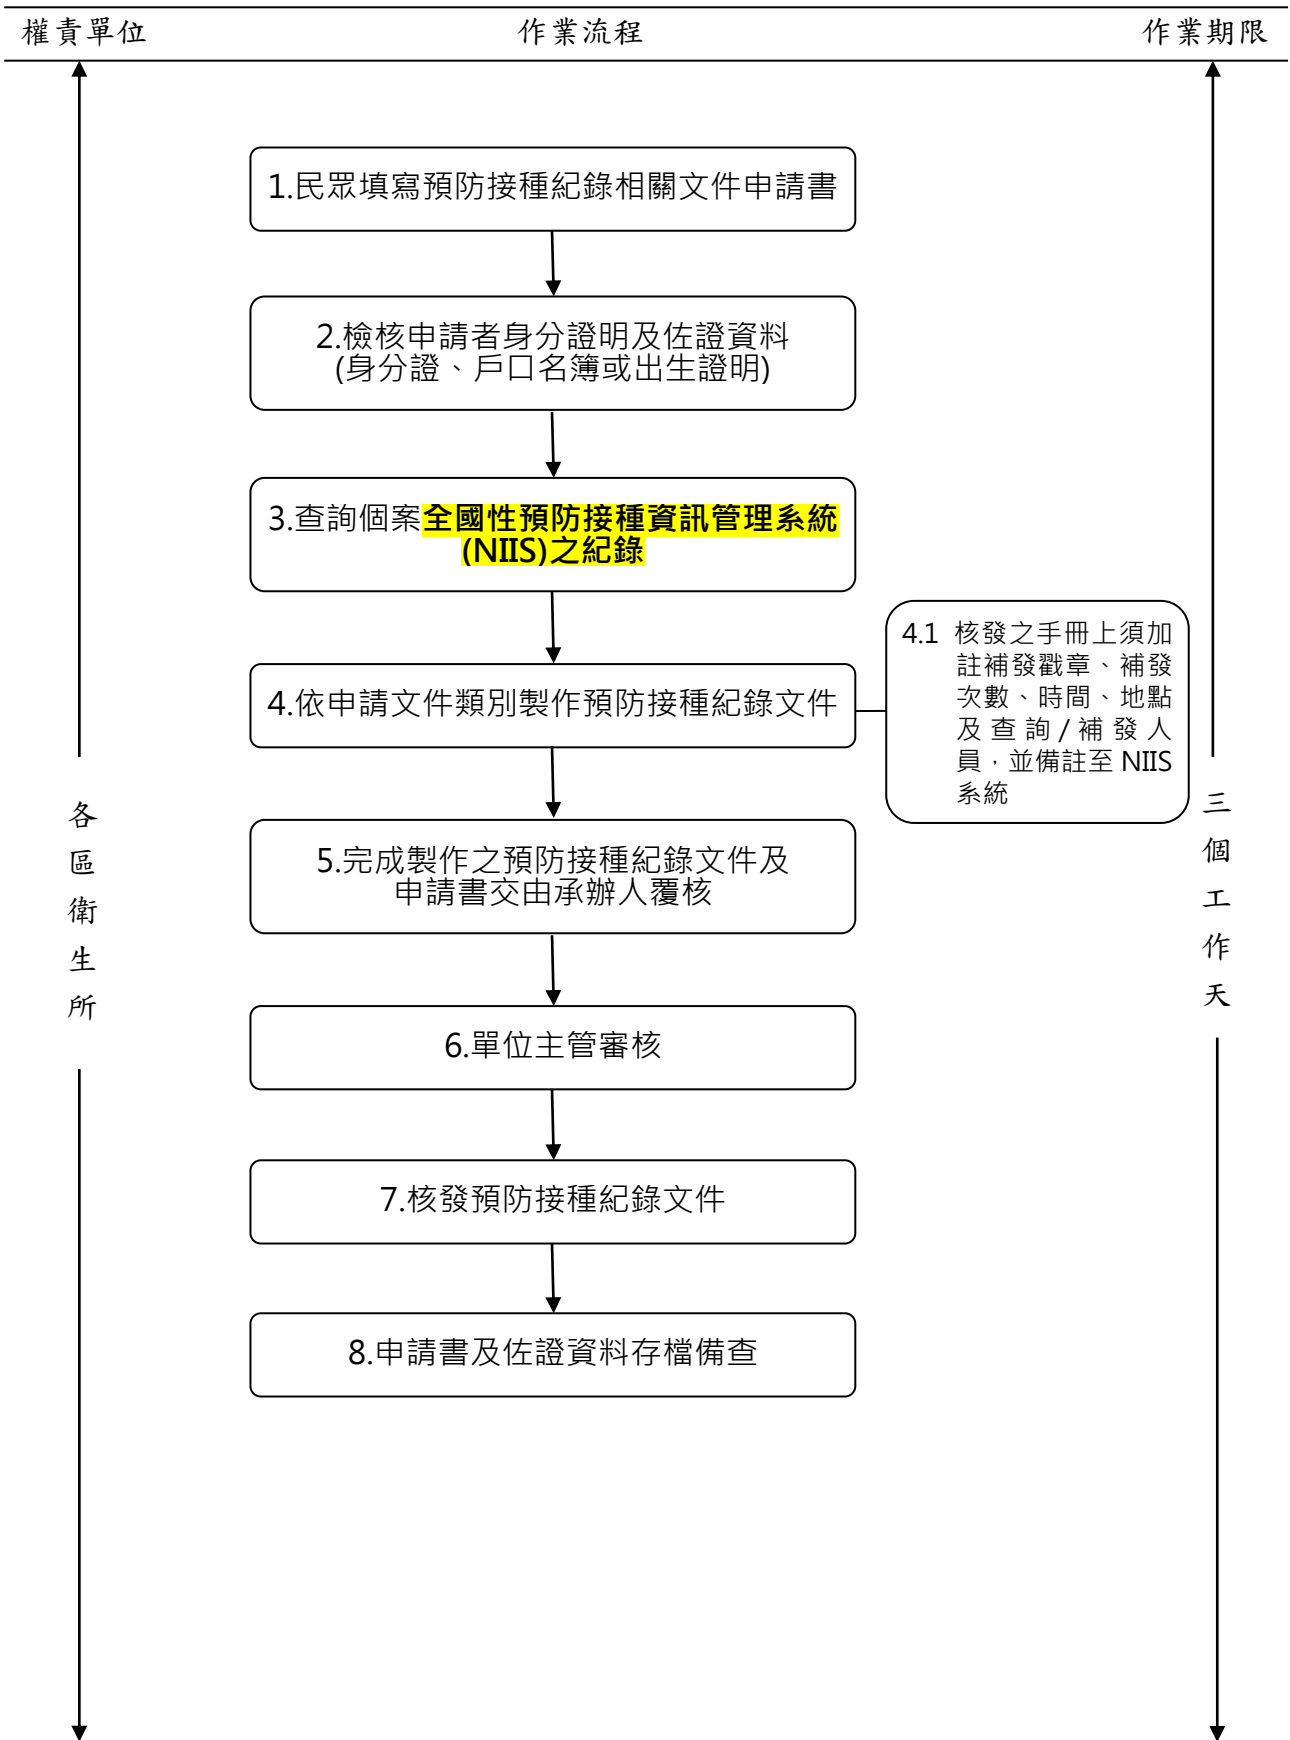 權責單位 作業流程 作業期限
1.民眾填寫預防接種紀錄相關文件申請書
2.檢核申請者身分證明及佐證資料
(身分證、戶口名簿或出生證明)
3.查詢個案全國性預防接種資訊管理系統
(NIIS)之紀錄
4.依申請文件類別製作預防接種紀錄文件
4.1 核發之手冊上須加
註補發戳章、補發
次數、時間、地點
及查詢/補發人
員，並備註至 NIIS
系統
5.完成製作之預防接種紀錄文件及
申請書交由承辦人覆核
6.單位主管審核
7.核發預防接種紀錄文件
8.申請書及佐證資料存檔備查
各區衛生所
三個工作天